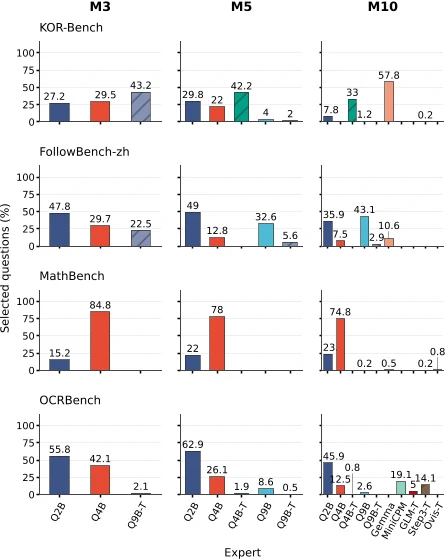 M3 M5 M10
KOR-Bench
100
75
50
25
0
27.2 29.5 43.2
29.8 22 42.2 4 2
7.8 33 1.2 57.8 0.2
FollowBench-zh
100
75
50
25
0
47.8 29.7 22.5
49 12.8 32.6 5.6
35.9 7.5 43.1 2.9 10.6
MathBench
100
75
50
25
0
15.2 84.8
22 78
23 74.8 0.2 0.5 0.2 0.8
OCRBench
100
75
50
25
0
55.8 42.1 2.1
62.9 26.1 1.9 8.6 0.5
45.9 12.5 0.8 2.6 19.1 5 14.1
Q2B Q4B Q9B-T
Q2B Q4B Q4B-T Q9B Q9B-T
Q2B Q4B Q4B-T Q9B Q9B-T Gemma MiniCPM GLM-T Step3-T Ovis-T
Selected questions (%)
Expert